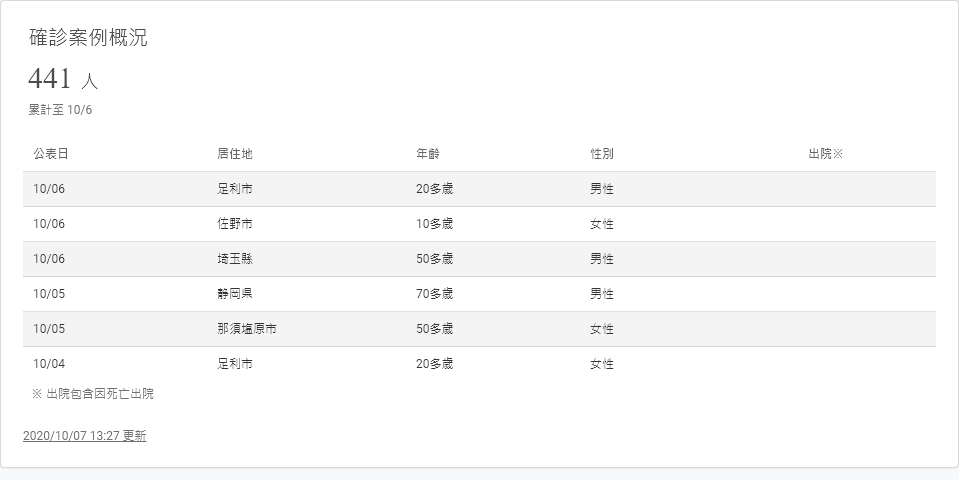 確診案例概況
441 人
累計至 10/6
公表日 居住地 年齡 性別 出院※
10/06 足利市 20多歲 男性
10/06 佐野市 10多歲 女性
10/06 埼玉縣 50多歲 男性
10/05 静岡県 70多歲 男性
10/05 那須塩原市 50多歲 女性
10/04 足利市 20多歲 女性
※ 出院包含因死亡出院
2020/10/07 13:27 更新